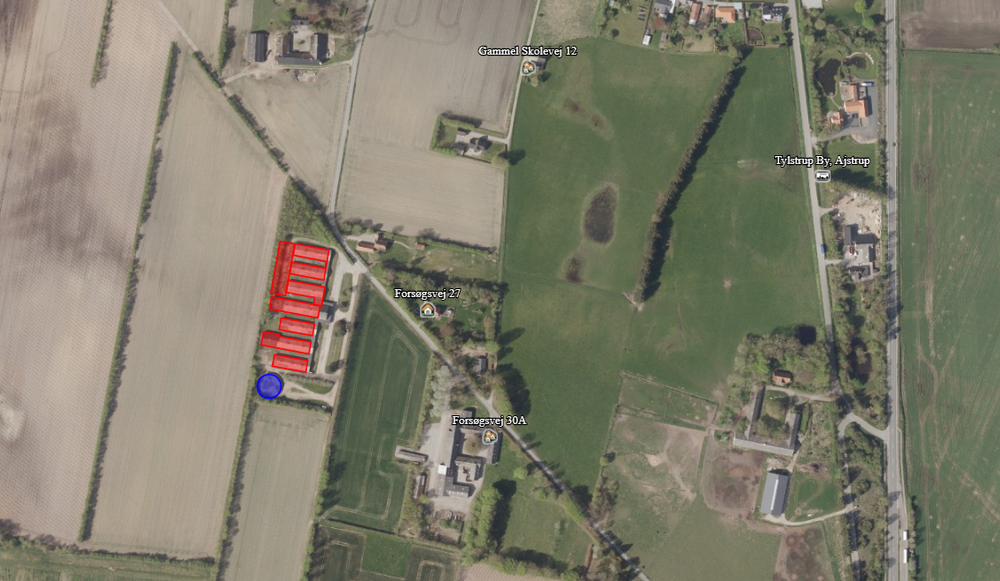 Gammel Skolevej 12
Tylstrup By, Ajstrup
Forsøgsvej 27
Forsøgsvej 30A